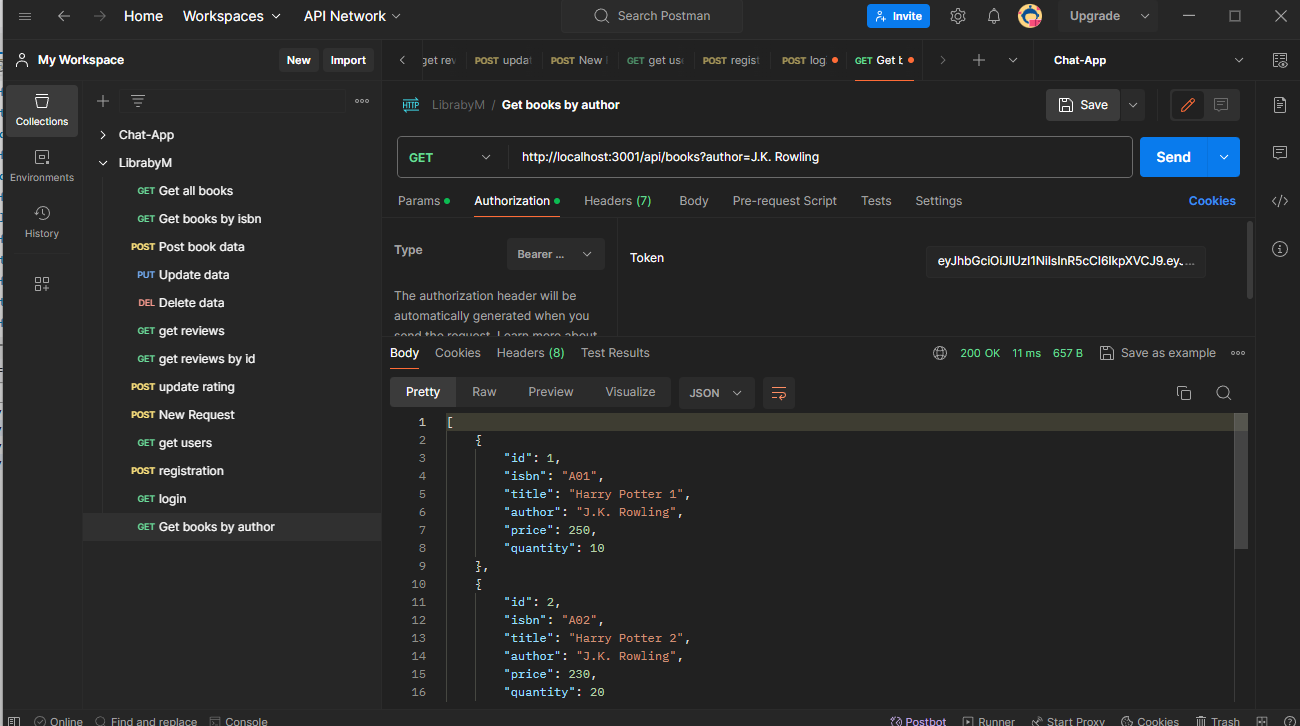 Home Workspaces API Network Search Postman Invite Upgrade
My Workspace New Import get rev POST updat POST New GET get us POST regist POST log GET Get b Chat-App
Collections
Environments
History
Chat-App
LibrabyM
GET Get all books
GET Get books by isbn
POST Post book data
PUT Update data
DEL Delete data
GET get reviews
GET get reviews by id
POST update rating
POST New Request
GET get users
POST registration
GET login
GET Get books by author
HTTP LibrabyM / Get books by author Save
GET http://localhost:3001/api/books?author=J.K. Rowling Send
Params Authorization Headers (7) Body Pre-request Script Tests Settings Cookies
Type Bearer ... Token
The authorization header will be
automatically generated when you
send the request. Learn more about
Body Cookies Headers (8) Test Results 200 OK 11 ms 657 B Save as example
Pretty Raw Preview Visualize JSON
1 [
2 {
3 "id": 1,
4 "isbn": "A01",
5 "title": "Harry Potter 1",
6 "author": "J.K. Rowling",
7 "price": 250,
8 "quantity": 10
9 },
10 {
11 "id": 2,
12 "isbn": "A02",
13 "title": "Harry Potter 2",
14 "author": "J.K. Rowling",
15 "price": 230,
16 "quantity": 20
Online Find and replace Console Postbot Runner Start Proxy Cookies Trash